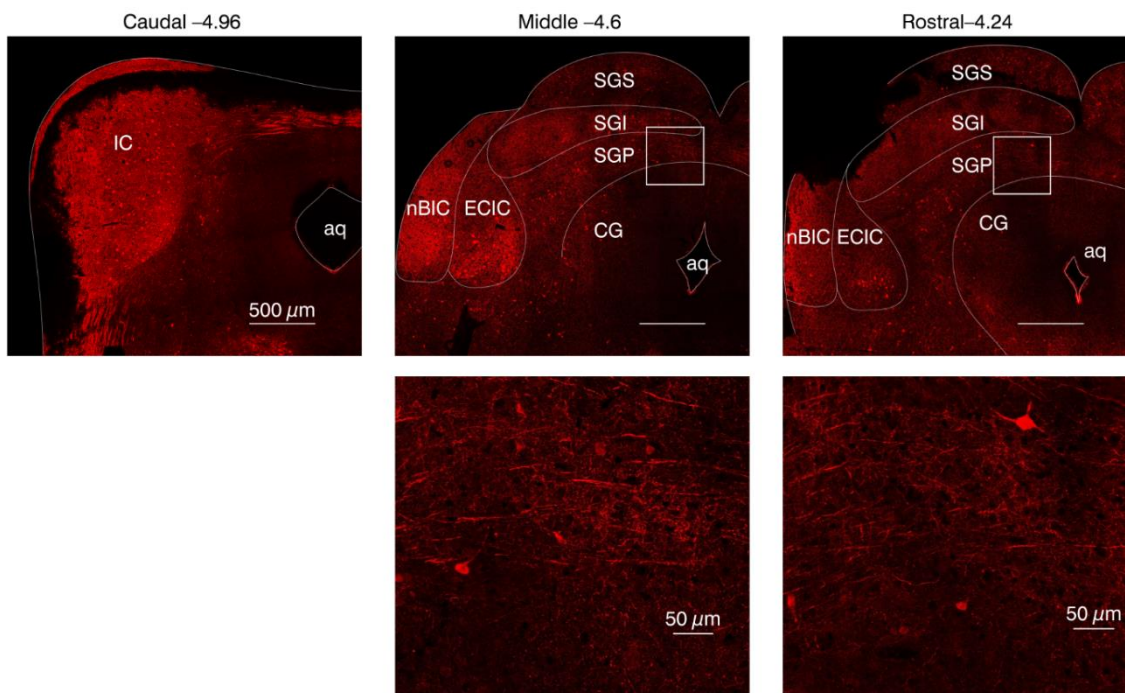 Caudal –4.96
Middle –4.6
Rostral–4.24
IC
aq
500 µm
SGS
SGI
SGP
nBIC
ECIC
CG
aq
SGS
SGI
SGP
nBIC
ECIC
CG
aq
50 µm
50 µm